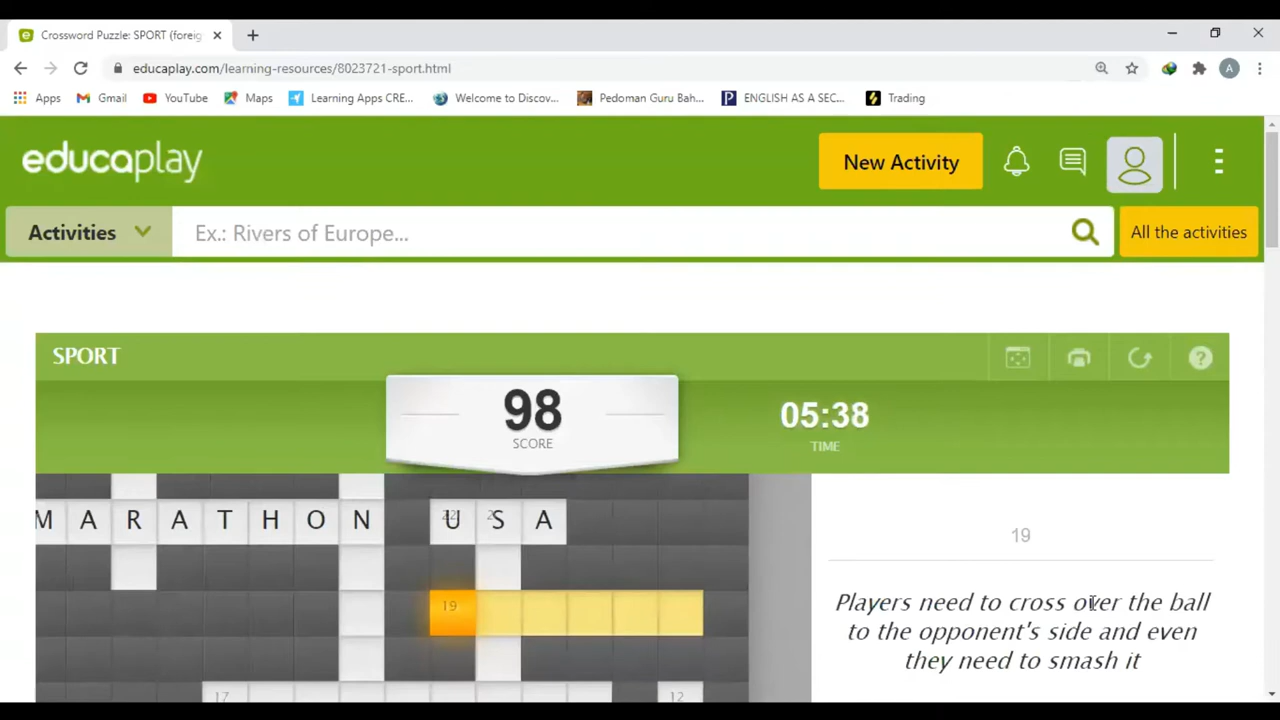 Crossword Puzzle: SPORT (foreig
educaplay.com/learning-resources/8023721-sport.html
A
Apps
Gmail
YouTube
Maps
Learning Apps CRE...
Welcome to Discov...
Pedoman Guru Bah...
ENGLISH AS A SEC...
Trading
educaplay
New Activity
Activities
Ex.: Rivers of Europe...
All the activities
SPORT
98
SCORE
05:38
TIME
M A R A T H O N
22 2
U S A
19
17
12
19
Players need to cross over the ball
to the opponent's side and even
they need to smash it